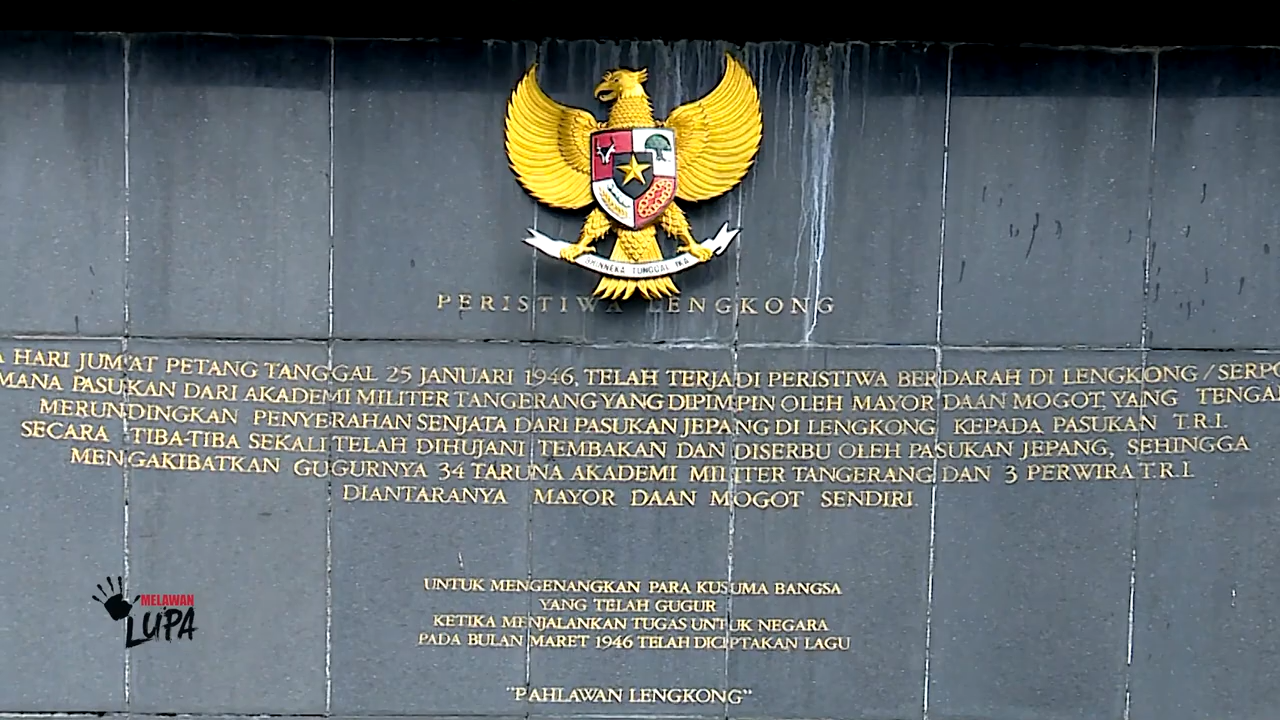 BHINNEKA TUNGGAL IKA
PERISTIWA LENGKONG
HARI JUM'AT PETANG TANGGAL 25 JANUARI 1946, TELAH TERJADI PERISTIWA BERDARAH DI LENGKONG / SERPO
MANA PASUKAN DARI AKADEMI MILITER TANGERANG YANG DIPIMPIN OLEH MAYOR DAAN MOGOT, YANG TENGA
MERUNDINGKAN PENYERAHAN SENJATA DARI PASUKAN JEPANG DI LENGKONG KEPADA PASUKAN T.R.I.
SECARA TIBA-TIBA SEKALI TELAH DIHUJANI TEMBAKAN DAN DISERBU OLEH PASUKAN JEPANG, SEHINGGA
MENGAKIBATKAN GUGURNYA 34 TARUNA AKADEMI MILITER TANGERANG DAN 3 PERWIRA T.R.I.
DIANTARANYA MAYOR DAAN MOGOT SENDIRI.
UNTUK MENGENANGKAN PARA KUSUMA BANGSA
YANG TELAH GUGUR
KETIKA MENJALANKAN TUGAS UNTUK NEGARA
PADA BULAN MARET 1946 TELAH DICIPTAKAN LAGU
"PAHLAWAN LENGKONG"
MELAWAN
LUPA